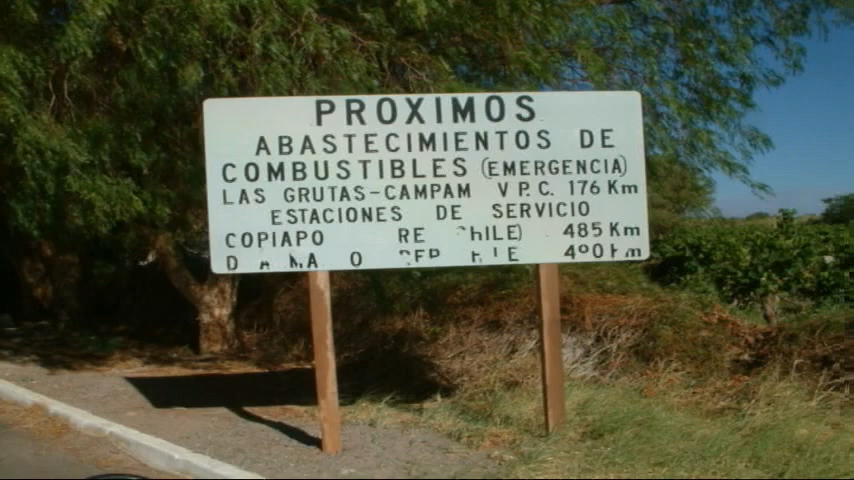 PROXIMOS
ABASTECIMIENTOS DE
COMBUSTIBLES (EMERGENCIA)
LAS GRUTAS-CAMPAM V.P.C. 176 Km
ESTACIONES DE SERVICIO
COPIAPO RE HILE) 485 Km